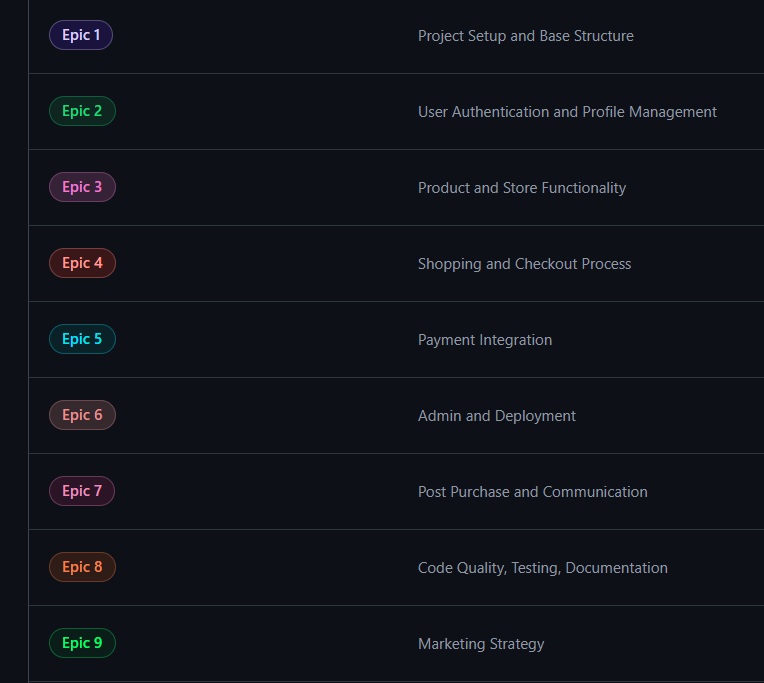 Epic 1 Project Setup and Base Structure
Epic 2 User Authentication and Profile Management
Epic 3 Product and Store Functionality
Epic 4 Shopping and Checkout Process
Epic 5 Payment Integration
Epic 6 Admin and Deployment
Epic 7 Post Purchase and Communication
Epic 8 Code Quality, Testing, Documentation
Epic 9 Marketing Strategy